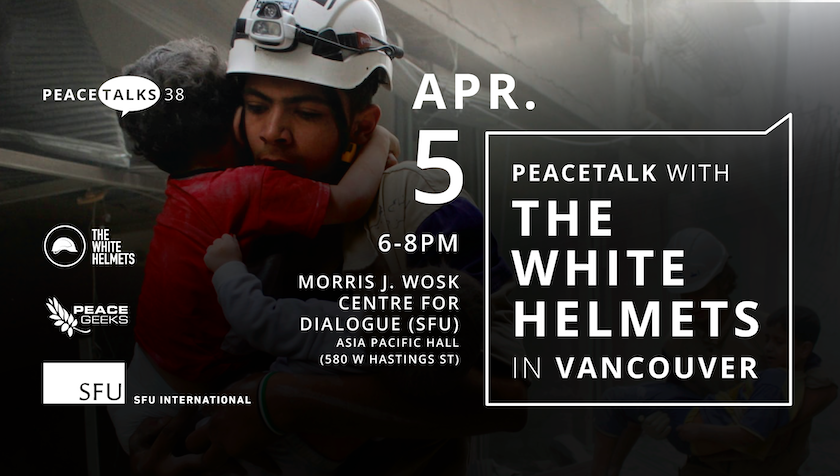 PEACETALKS 38
THE
WHITE
HELMETS
PEACE
GEEKS
SFU
SFU INTERNATIONAL
APR.
5
6-8PM
MORRIS J. WOSK
CENTRE FOR
DIALOGUE (SFU)
ASIA PACIFIC HALL
(580 W HASTINGS ST)
PEACETALK WITH
THE
WHITE
HELMETS
IN VANCOUVER